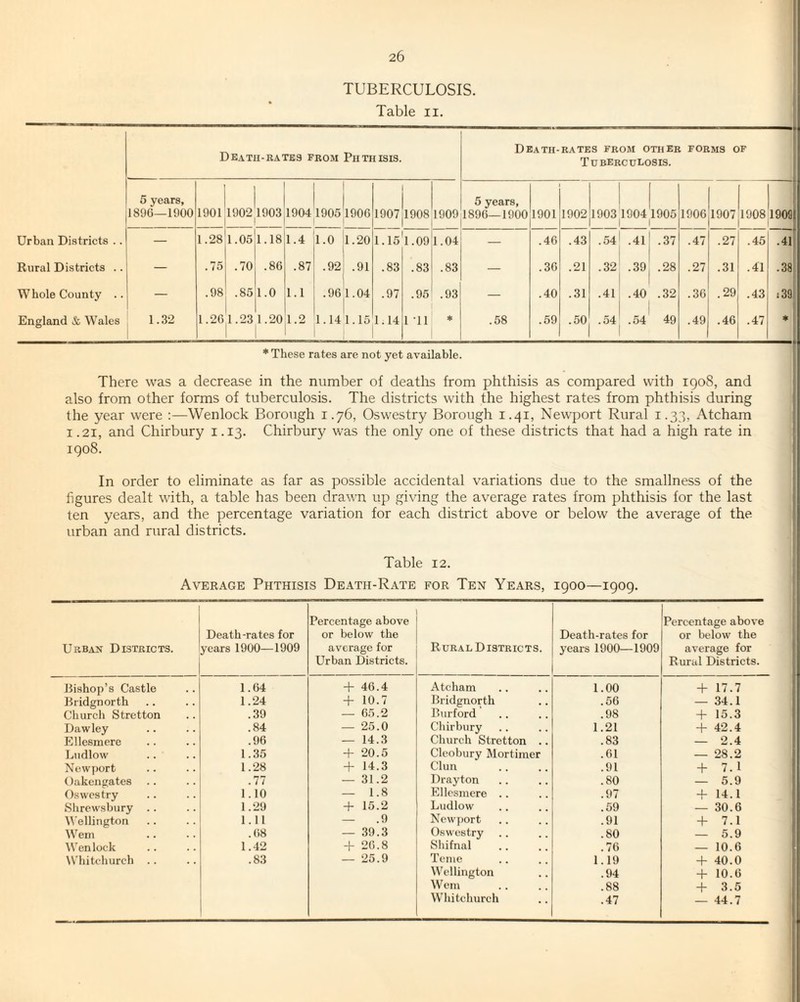 26
TUBERCULOSIS.
Table 11.
Death-rates from Phthisis. Death-rates from other forms of Tuberculosis.
5 years, 1896—1900 1901 1902 1903 1904 1905 1906 1907 1908 1909 5 years, 1896—1900 1901 1902 1903 1904 1905 1906 1907 1908 1909
Urban Districts .. — 1.28 1.05 1.18 1.4 1.0 1.20 1.15 1.09 1.04 — .46 .43 .54 .41 .37 .47 .27 .45 .41
Rural Districts .. — .75 .70 .86 .87 .92 .91 .83 .83 .83 — .36 .21 .32 .39 .28 .27 .31 .41 .38
Whole County .. — .98 .85 1.0 1.1 .96 1.04 .97 .95 .93 — .40 .31 .41 .40 .32 .36 .29 .43 .39
England & Wales 1.32 1.26 1.23 1.20 1.2 1.14 1.15 1.14 1·11 * .58 .59 .50 .54 .54 49 .49 .46 .47 *
* These rates are not yet available.
There was a decrease in the number of deaths from phthisis as compared with 1908, and
also from other forms of tuberculosis. The districts with the highest rates from phthisis during
the year were :—Wenlock Borough 1.76, Oswestry Borough 1.41, Newport Rural 1.33, Atcham
1.21, and Chirbury 1.13. Chirbury was the only one of these districts that had a high rate in
1908.
In order to eliminate as far as possible accidental variations due to the smallness of the
figures dealt with, a table has been drawn up giving the average rates from phthisis for the last
ten years, and the percentage variation for each district above or below the average of the
urban and rural districts.
Table 12.
Average Phthisis Death-Rate for Ten Years, 1900—1909.
Urban Districts. Death-rates for years 1900—1909 Percentage above or below the average for Urban Districts. Rural Districts. Death-rates for years 1900—1909 Percentage above or below the average for Rural Districts.
Bishop's Castle .. 1.64 + 46.4 Atcham .. .. 1.00 + 17.7
Bridgnorth .. .. 1.24 + 10.7 Bridgnorth .. .56 — 34.1
Church Stretton .. .39 — 65.2 Burford .. .. .98 + 15.3
Dawley .. .. .84 — 25.0 Chirbury .. .. 1.21 + 42.4
Ellesmere .. .. .96 — 14.3 Church Stretton .. .83 — 2.4
Ludlow .. .. 1.35 + 20.5 Cleobury Mortimer .61 — 28.2
Newport .. .. 1.28 + 14.3 Clun .. .. .91 + 7.1
Oakengates .. .. .77 — 31.2 Drayton .. .. .80 — 5.9
Oswestry .. .. 1.10 — 1.8 Ellesmere .. .. .97 + 14.1
Shrewsbury .. .. 1.29 + 15.2 Ludlow .. .. .59 — 30.6
Wellington .. .. 1.11 — .9 Newport .. .. .91 + 7.1
Wem .. .. .68 — 39.3 Oswestry .. .. .80 — 5.9
Wenlock .. .. 1.42 + 26.8 Shifnal .. .. .76 — 10.6
Whitchurch .. .. .83 — 25.9 Teme .. .. 1.19 + 40.0
Wellington .. .94 + 10.6
Wem .. .. .88 + 3.5
Whitchurch .. .47 — 44.7